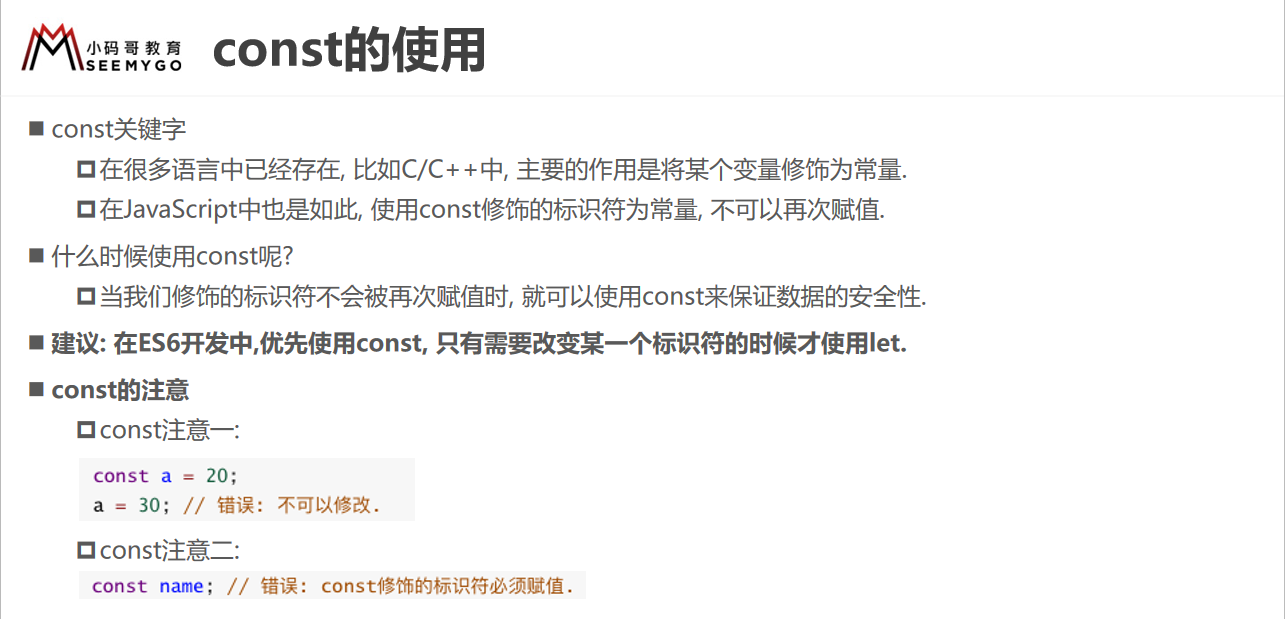 小码哥教育
SEEMYGO
const的使用
const关键字
在很多语言中已经存在, 比如C/C++中, 主要的作用是将某个变量修饰为常量.
在JavaScript中也是如此, 使用const修饰的标识符为常量, 不可以再次赋值.
什么时候使用const呢?
当我们修饰的标识符不会被再次赋值时, 就可以使用const来保证数据的安全性.
建议: 在ES6开发中,优先使用const, 只有需要改变某一个标识符的时候才使用let.
const的注意
const注意一:
const a = 20;
a = 30; // 错误: 不可以修改.
const注意二:
const name; // 错误: const修饰的标识符必须赋值.